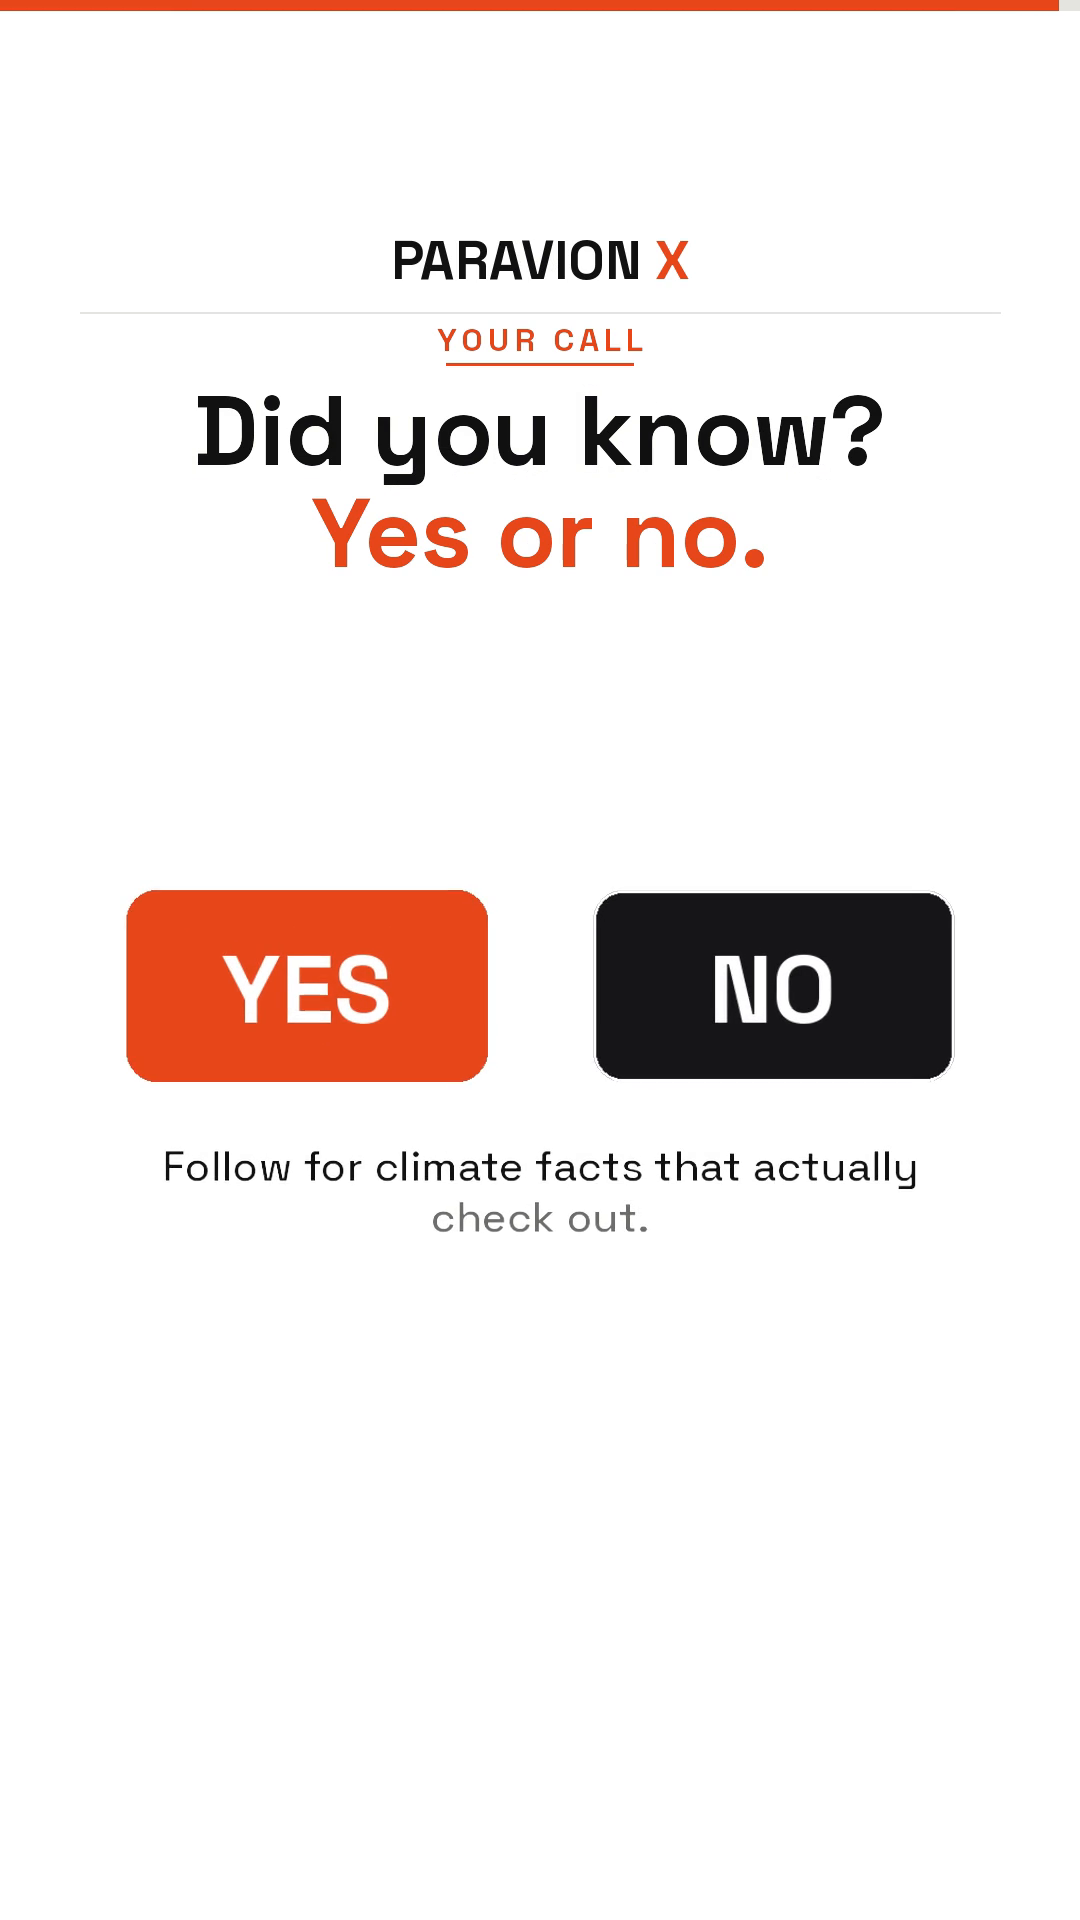 PARAVION X
YOUR CALL
Did you know?
Yes or no.
YES
NO
Follow for climate facts that actually
check out.